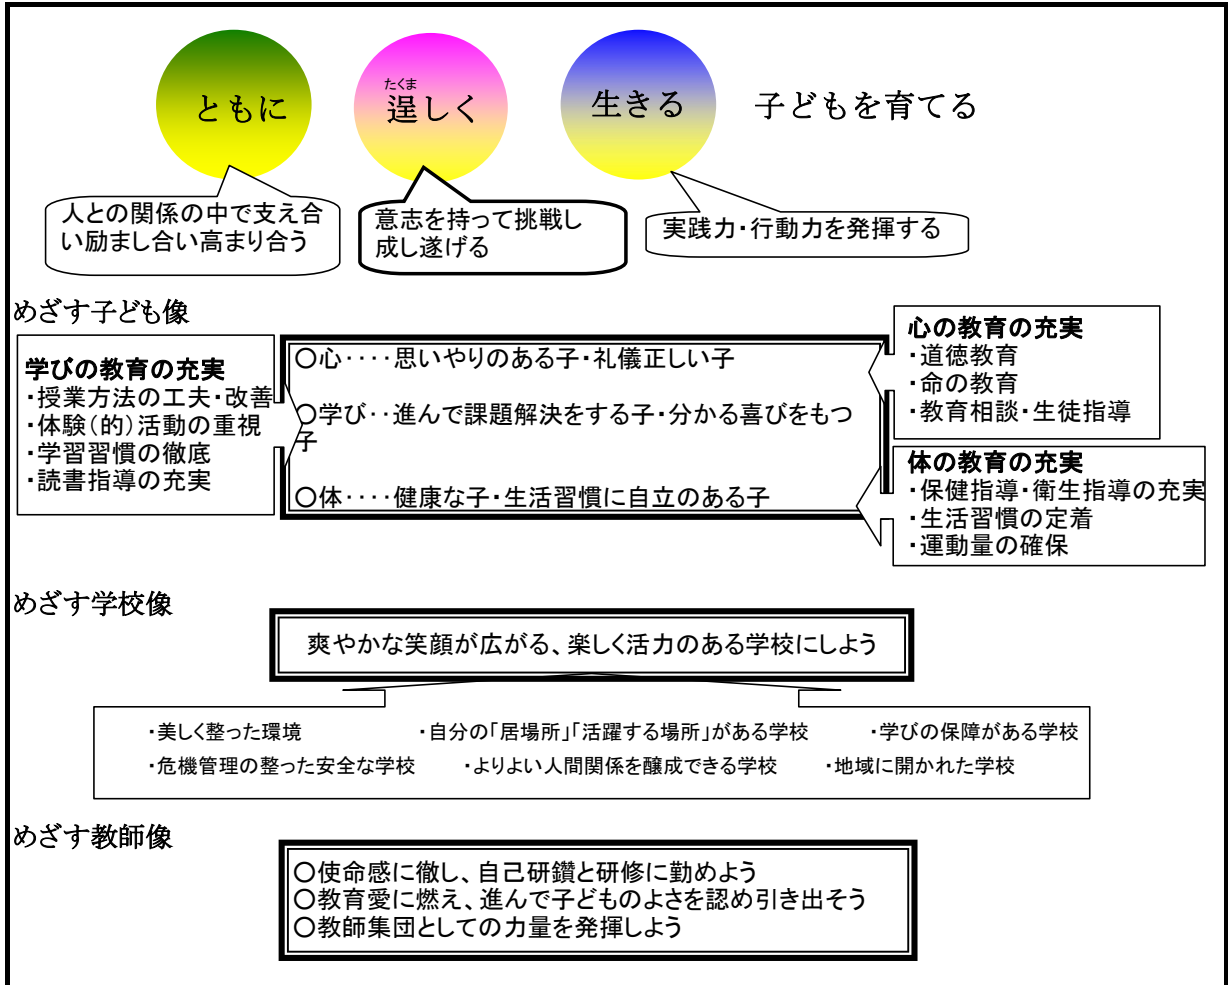 ともに
たくま
逞しく
生きる
子どもを育てる
人との関係の中で支え合
い励まし合い高まり合う
意志を持って挑戦し
成し遂げる
実践力・行動力を発揮する
めざす子ども像
学びの教育の充実
・授業方法の工夫・改善
・体験(的)活動の重視
・学習習慣の徹底
・読書指導の充実
○心‥‥思いやりのある子・礼儀正しい子
○学び‥進んで課題解決をする子・分かる喜びをもつ
子
○体‥‥健康な子・生活習慣に自立のある子
心の教育の充実
・道徳教育
・命の教育
・教育相談・生徒指導
体の教育の充実
・保健指導・衛生指導の充実
・生活習慣の定着
・運動量の確保
めざす学校像
爽やかな笑顔が広がる、楽しく活力のある学校にしよう
・美しく整った環境 ・自分の「居場所」「活躍する場所」がある学校 ・学びの保障がある学校
・危機管理の整った安全な学校 ・よりよい人間関係を醸成できる学校 ・地域に開かれた学校
めざす教師像
○使命感に徹し、自己研鑽と研修に勤めよう
○教育愛に燃え、進んで子どものよさを認め引き出そう
○教師集団としての力量を発揮しよう